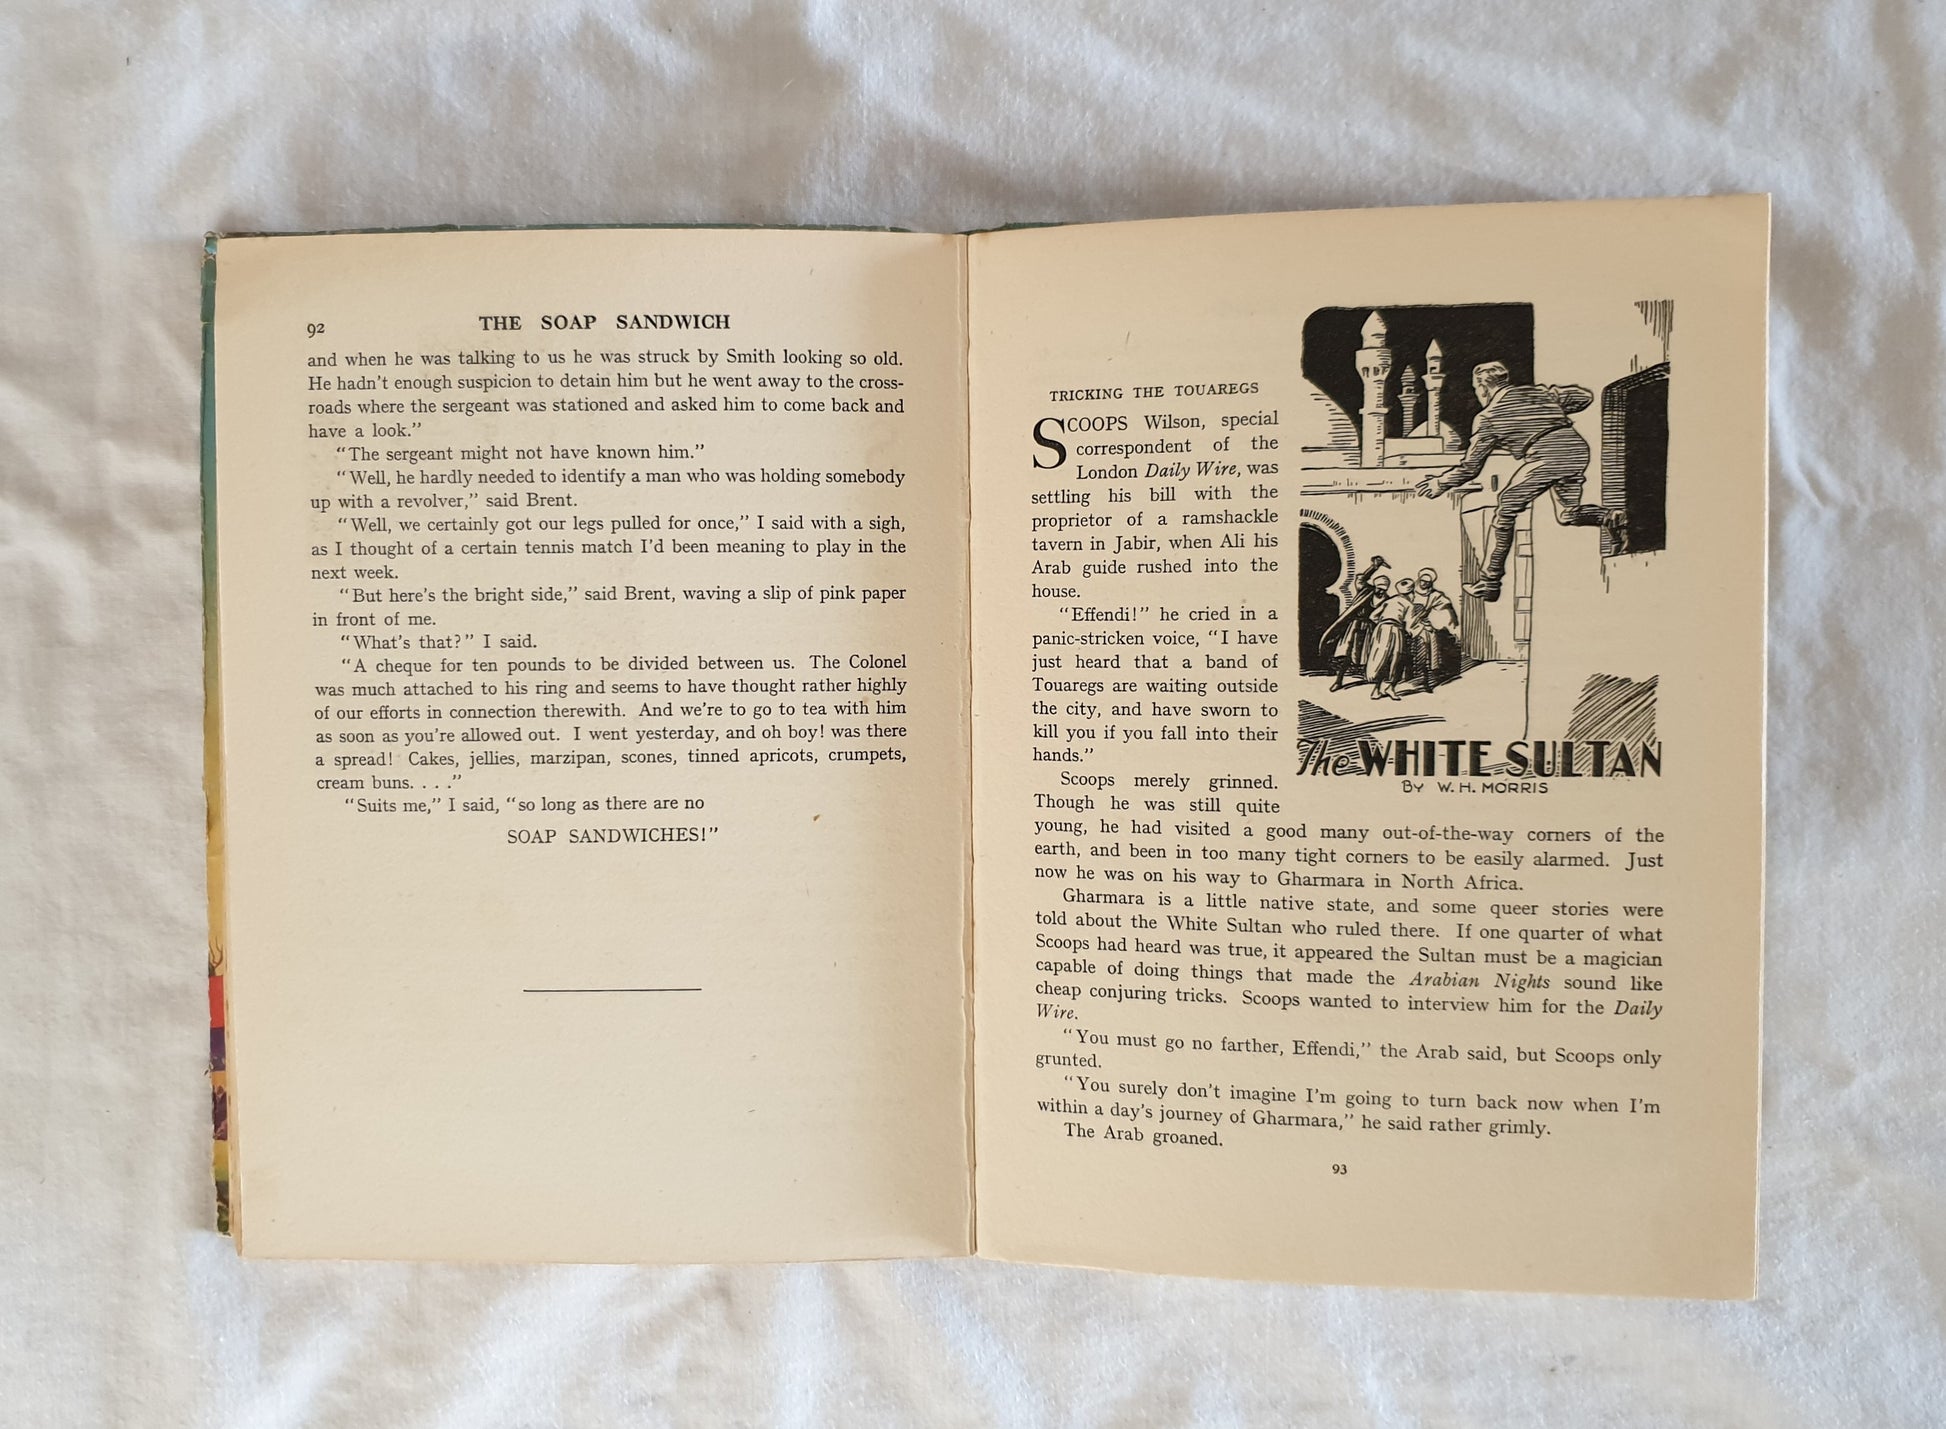 92
THE SOAP SANDWICH
and when he was talking to us he was struck by Smith looking so old.
He hadn't enough suspicion to detain him but he went away to the cross-
roads where the sergeant was stationed and asked him to come back and
have a look."
"The sergeant might not have known him."
"Well, he hardly needed to identify a man who was holding somebody
up with a revolver," said Brent.
"Well, we certainly got our legs pulled for once," I said with a sigh,
as I thought of a certain tennis match I'd been meaning to play in the
next week.
"But here's the bright side," said Brent, waving a slip of pink paper
in front of me.
"What's that?" I said.
"A cheque for ten pounds to be divided between us. The Colonel
was much attached to his ring and seems to have thought rather highly
of our efforts in connection therewith. And we're to go to tea with him
as soon as you're allowed out. I went yesterday, and oh boy! was there
a spread! Cakes, jellies, marzipan, scones, tinned apricots, crumpets,
cream buns. . . ."
"Suits me," I said, "so long as there are no
SOAP SANDWICHES!"
The WHITE SULTAN
BY W. H. MORRIS
TRICKING THE TOUAREGS
SCOOPS Wilson, special
correspondent of the
London Daily Wire, was
settling his bill with the
proprietor of a ramshackle
tavern in Jabir, when Ali his
Arab guide rushed into the
house.
"Effendi!" he cried in a
panic-stricken voice, "I have
just heard that a band of
Touaregs are waiting outside
the city, and have sworn to
kill you if you fall into their
hands."
Scoops merely grinned.
Though he was still quite
young, he had visited a good many out-of-the-way corners of the
earth, and been in too many tight corners to be easily alarmed. Just
now he was on his way to Gharmara in North Africa.
Gharmara is a little native state, and some queer stories were
told about the White Sultan who ruled there. If one quarter of what
Scoops had heard was true, it appeared the Sultan must be a magician
capable of doing things that made the Arabian Nights sound like
cheap conjuring tricks. Scoops wanted to interview him for the Daily
Wire.
"You must go no farther, Effendi," the Arab said, but Scoops only
grunted.
"You surely don't imagine I'm going to turn back now when I'm
within a day's journey of Gharmara," he said rather grimly.
The Arab groaned.
93